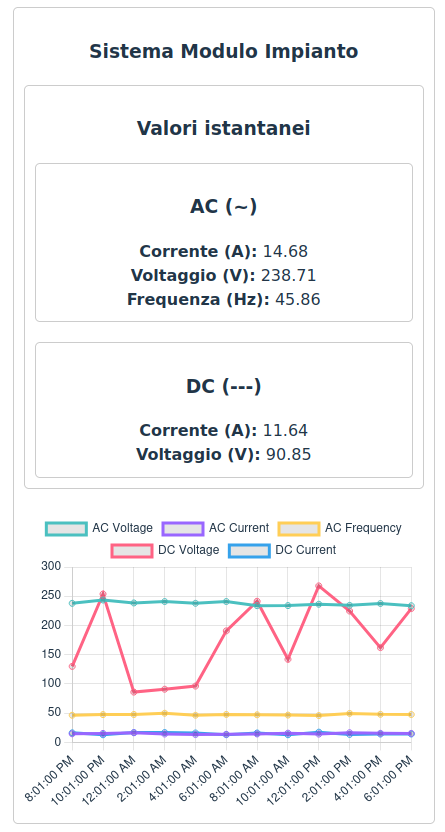 Sistema Modulo Impianto
Valori istantanei
AC (~)
Corrente (A): 14.68
Voltaggio (V): 238.71
Frequenza (Hz): 45.86
DC (---)
Corrente (A): 11.64
Voltaggio (V): 90.85
AC Voltage AC Current AC Frequency
DC Voltage DC Current
300
250
200
150
100
50
0
8:01:00 PM 10:01:00 PM 12:01:00 AM 2:01:00 AM 4:01:00 AM 6:01:00 AM 8:01:00 AM 10:01:00 AM 12:01:00 PM 2:01:00 PM 4:01:00 PM 6:01:00 PM